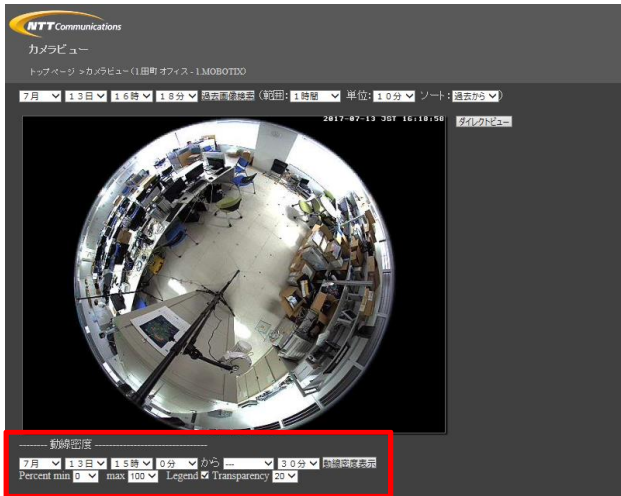 NTT Communications
カメラビュー
トップページ >カメラビュー(1.田町オフィス - 1.MOBOTIX)
7月 13日 16時 18分 過去画像検索 (範囲: 1時間 単位: 10分 ソート: 過去から)
2017-07-13 JST 16:18:58
ダイレクトビュー
-------- 動線密度 --------------------------------
7月 13日 15時 0分 から --- 30分 動線密度表示
Percent min 0 max 100 Legend Transparency 20